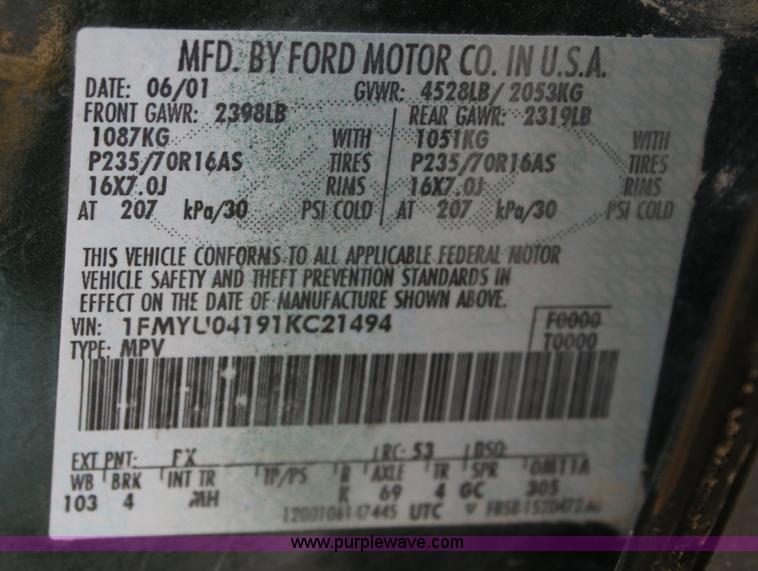 MFD. BY FORD MOTOR CO. IN U.S.A.
DATE: 06/01 GVWR: 4528LB/ 2053KG
FRONT GAWR: 2398LB REAR GAWR: 2319LB
1087KG WITH 1051KG WITH
P235/70R16AS TIRES P235/70R16AS TIRES
16X7.0J RIMS 16X7.0J RIMS
AT 207 kPa/30 PSI COLD AT 207 kPa/30 PSI COLD
THIS VEHICLE CONFORMS TO ALL APPLICABLE FEDERAL MOTOR
VEHICLE SAFETY AND THEFT PREVENTION STANDARDS IN
EFFECT ON THE DATE OF MANUFACTURE SHOWN ABOVE.
VIN: 1FMYU04191KC21494 F0000
TYPE: MPV T0000
EXT PNT: FX RC: 53 DSO:
WB BRK INT TR TP/PS R AXLE TR SPR
103 4 K 69 4 GC 305
UTC
www.purplewave.com